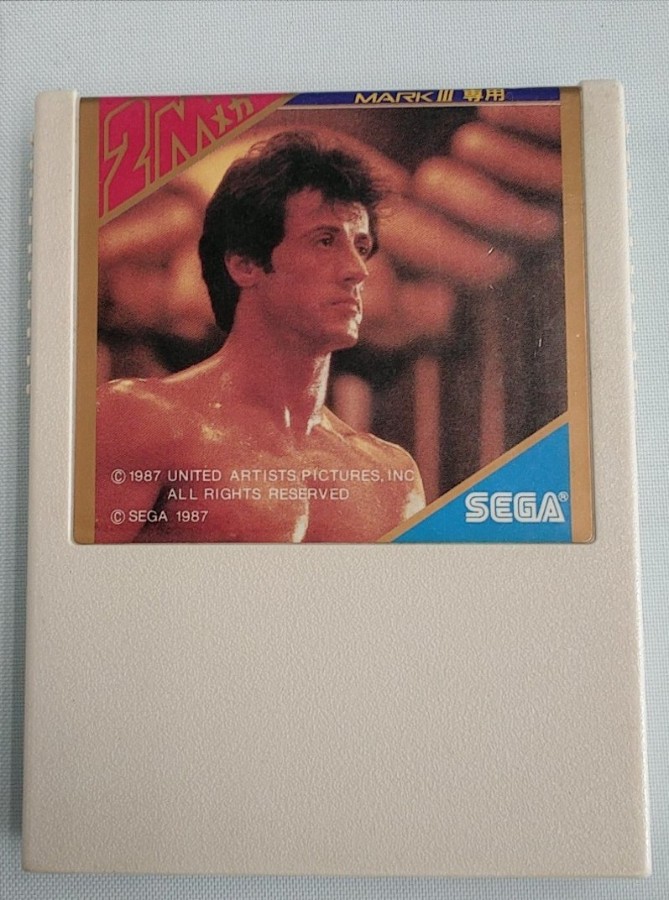 2Mメガ
MARK III 専用
© 1987 UNITED ARTISTS PICTURES, INC
ALL RIGHTS RESERVED
© SEGA 1987
SEGA®